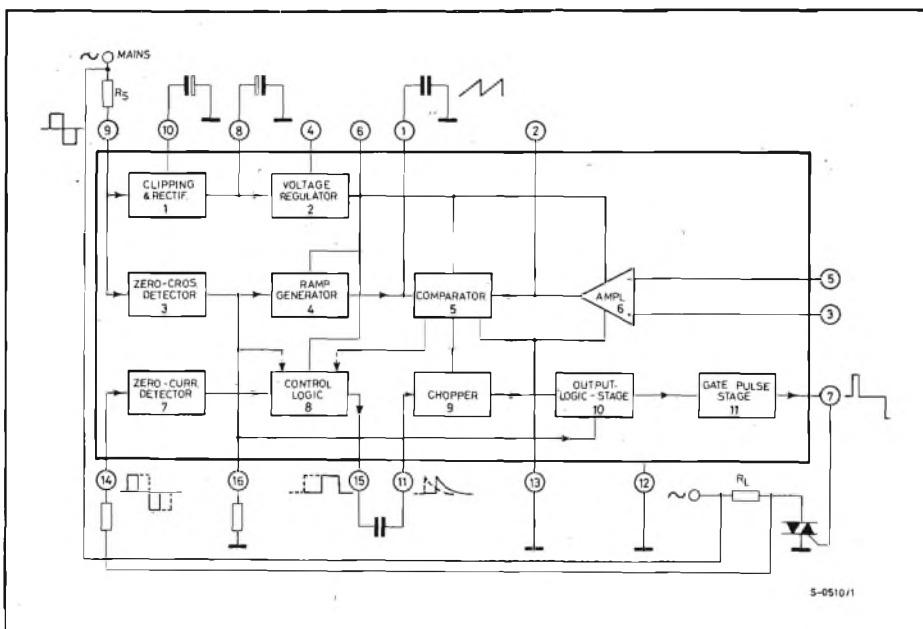 MAINS
R5
9
10
8
4
6
1
2
CLIPPING
& RECTIF.
1
VOLTAGE
REGULATOR
2
ZERO-CROS.
DETECTOR
3
RAMP
GENERATOR
4
COMPARATOR
5
AMPL
6
-
+
5
3
ZERO-CURR.
DETECTOR
7
CONTROL
LOGIC
8
CHOPPER
9
OUTPUT-
LOGIC-STAGE
10
GATE PULSE
STAGE
11
7
14
16
15
11
13
12
RL
S-0510/1